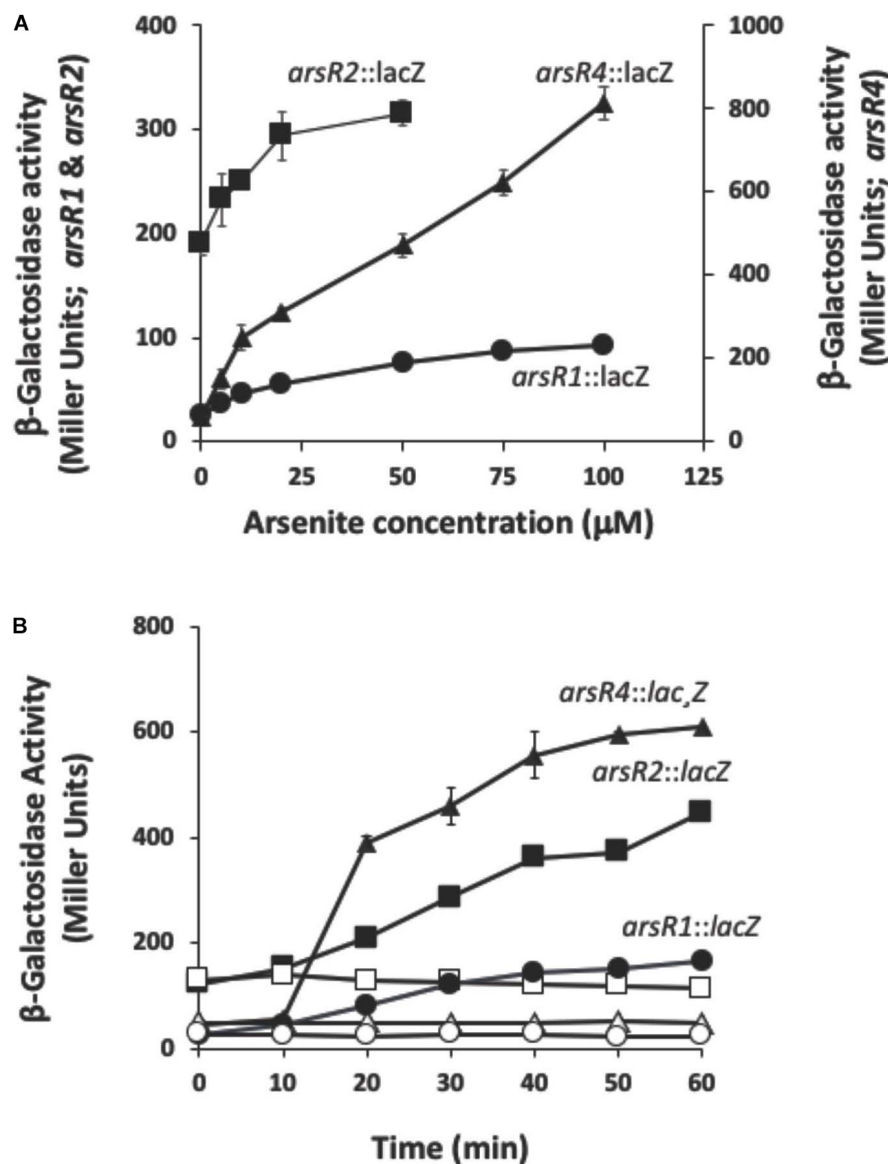 A
β-Galactosidase activity
(Miller Units; arsR1 & arsR2)
400
300
200
100
0
arsR2::lacZ
arsR4::lacZ
arsR1::lacZ
1000
800
600
400
200
0
β-Galactosidase activity
(Miller Units; arsR4)
0 25 50 75 100 125
Arsenite concentration (μM)
B
β-Galactosidase Activity
(Miller Units)
800
600
400
200
0
arsR4::lac,Z
arsR2::lacZ
arsR1::lacZ
0 10 20 30 40 50 60
Time (min)